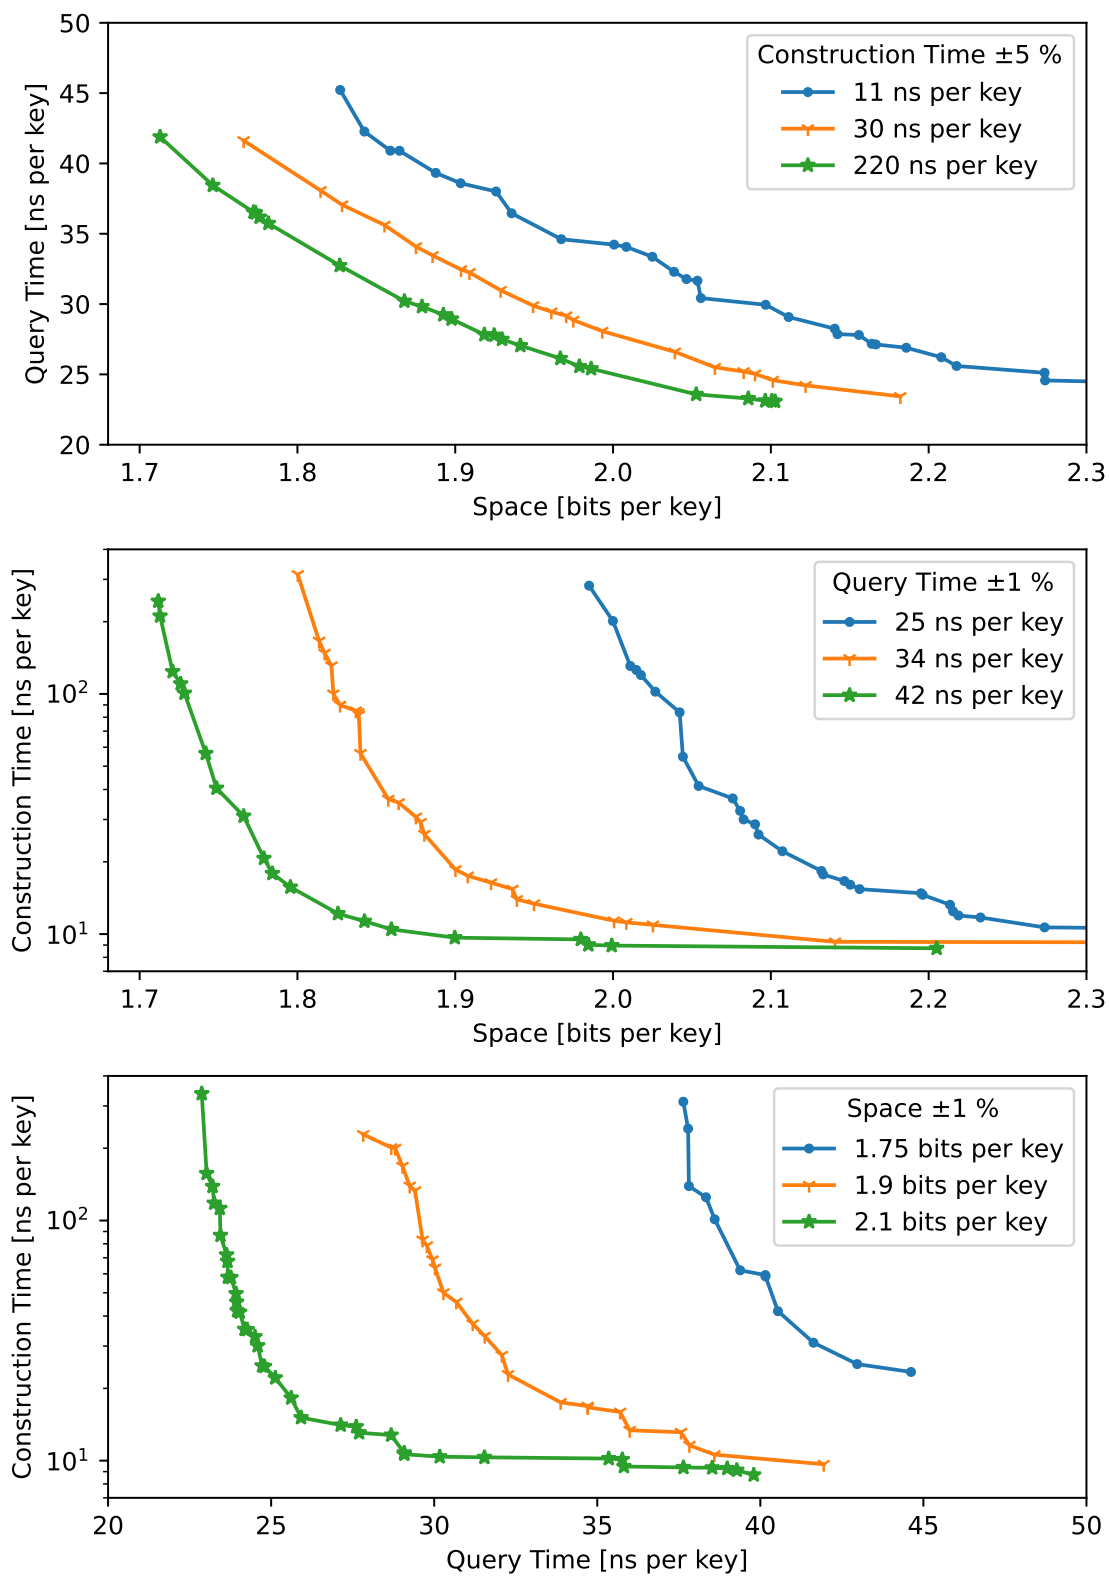 50
45
40
35
30
25
20
Query Time [ns per key]
Construction Time ±5 %
11 ns per key
30 ns per key
220 ns per key
1.7 1.8 1.9 2.0 2.1 2.2 2.3
Space [bits per key]
10²
10¹
Construction Time [ns per key]
Query Time ±1 %
25 ns per key
34 ns per key
42 ns per key
1.7 1.8 1.9 2.0 2.1 2.2 2.3
Space [bits per key]
10²
10¹
Construction Time [ns per key]
Space ±1 %
1.75 bits per key
1.9 bits per key
2.1 bits per key
20 25 30 35 40 45 50
Query Time [ns per key]